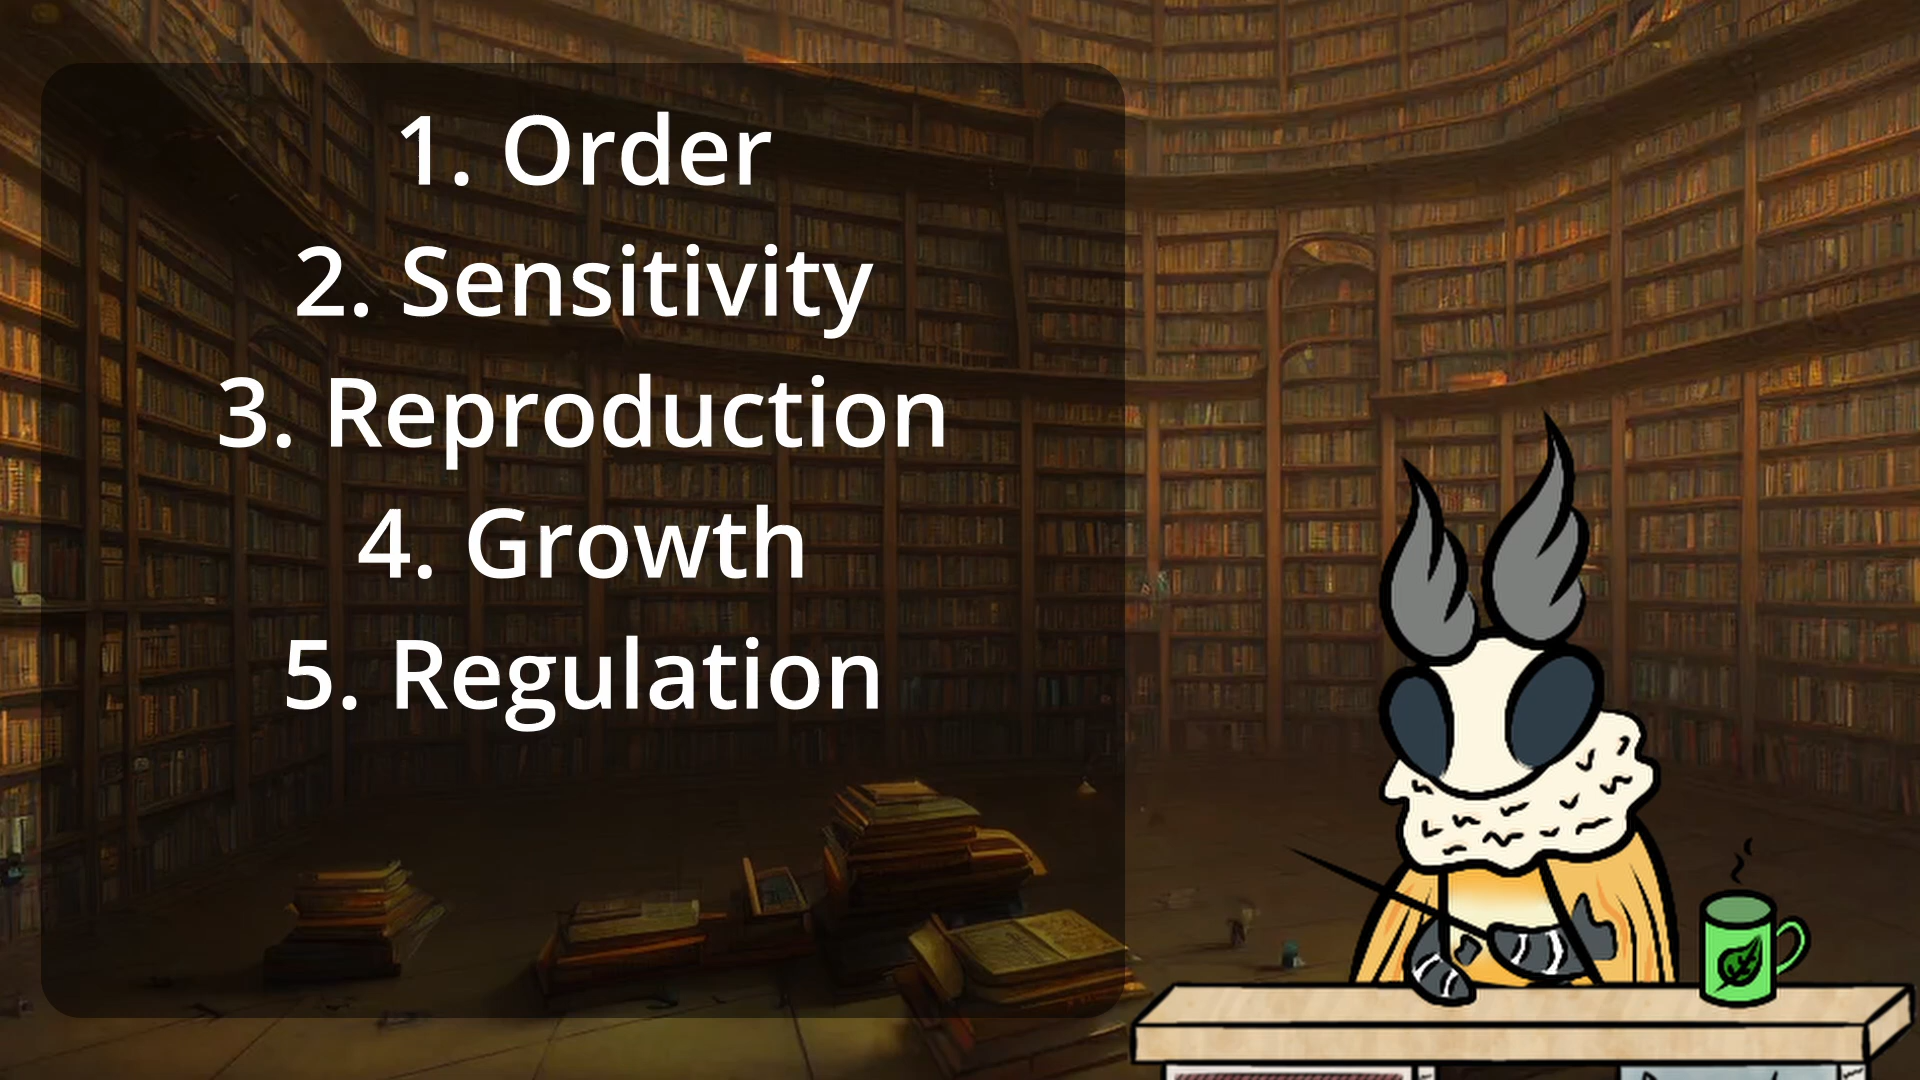 1. Order
2. Sensitivity
3. Reproduction
4. Growth
5. Regulation